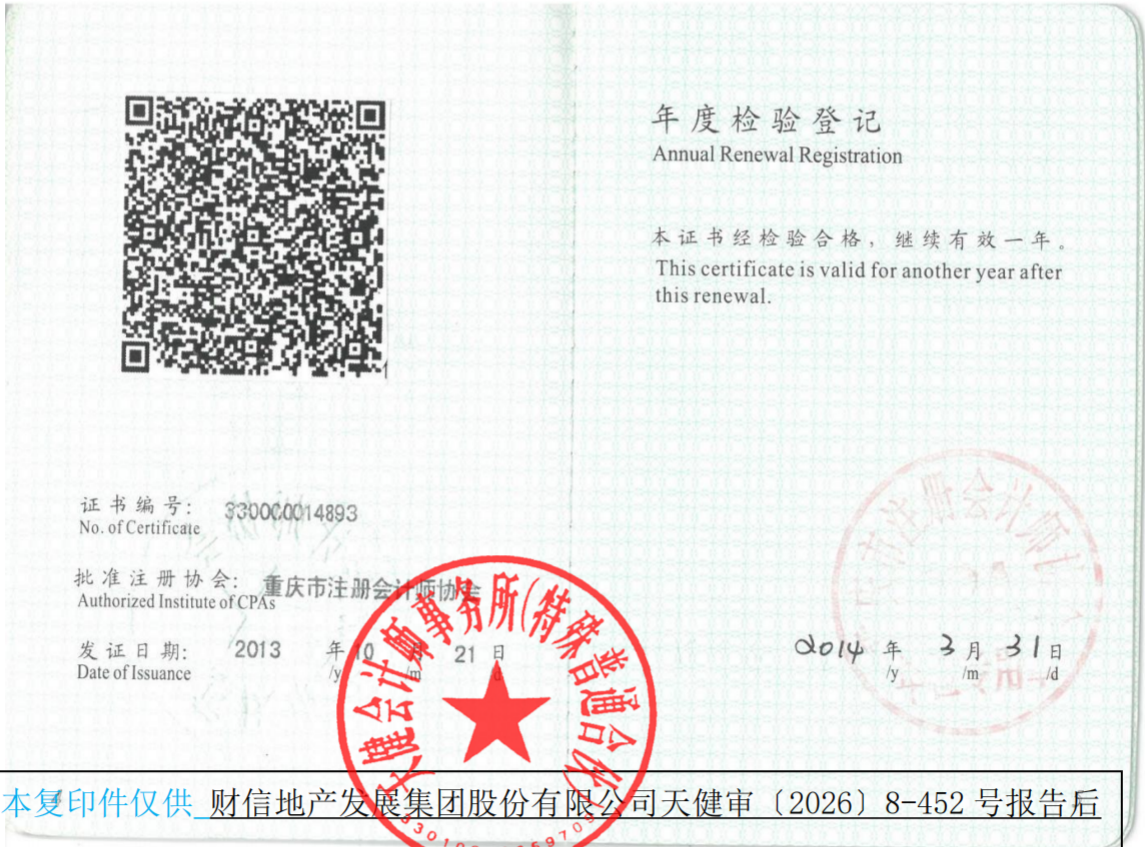 年度检验登记
Annual Renewal Registration
本证书经检验合格，继续有效一年。
This certificate is valid for another year after
this renewal.
证书编号： 330000014893
No. of Certificate
批准注册协会： 重庆市注册会计师协会
Authorized Institute of CPAs
发证日期： 2013 年 10 月 21 日
Date of Issuance /y /m /d
2014 年 3 月 31 日
/y /m /d
天健会计师事务所(特殊普通合伙)
本复印件仅供 财信地产发展集团股份有限公司天健审〔2026〕8-452 号报告后